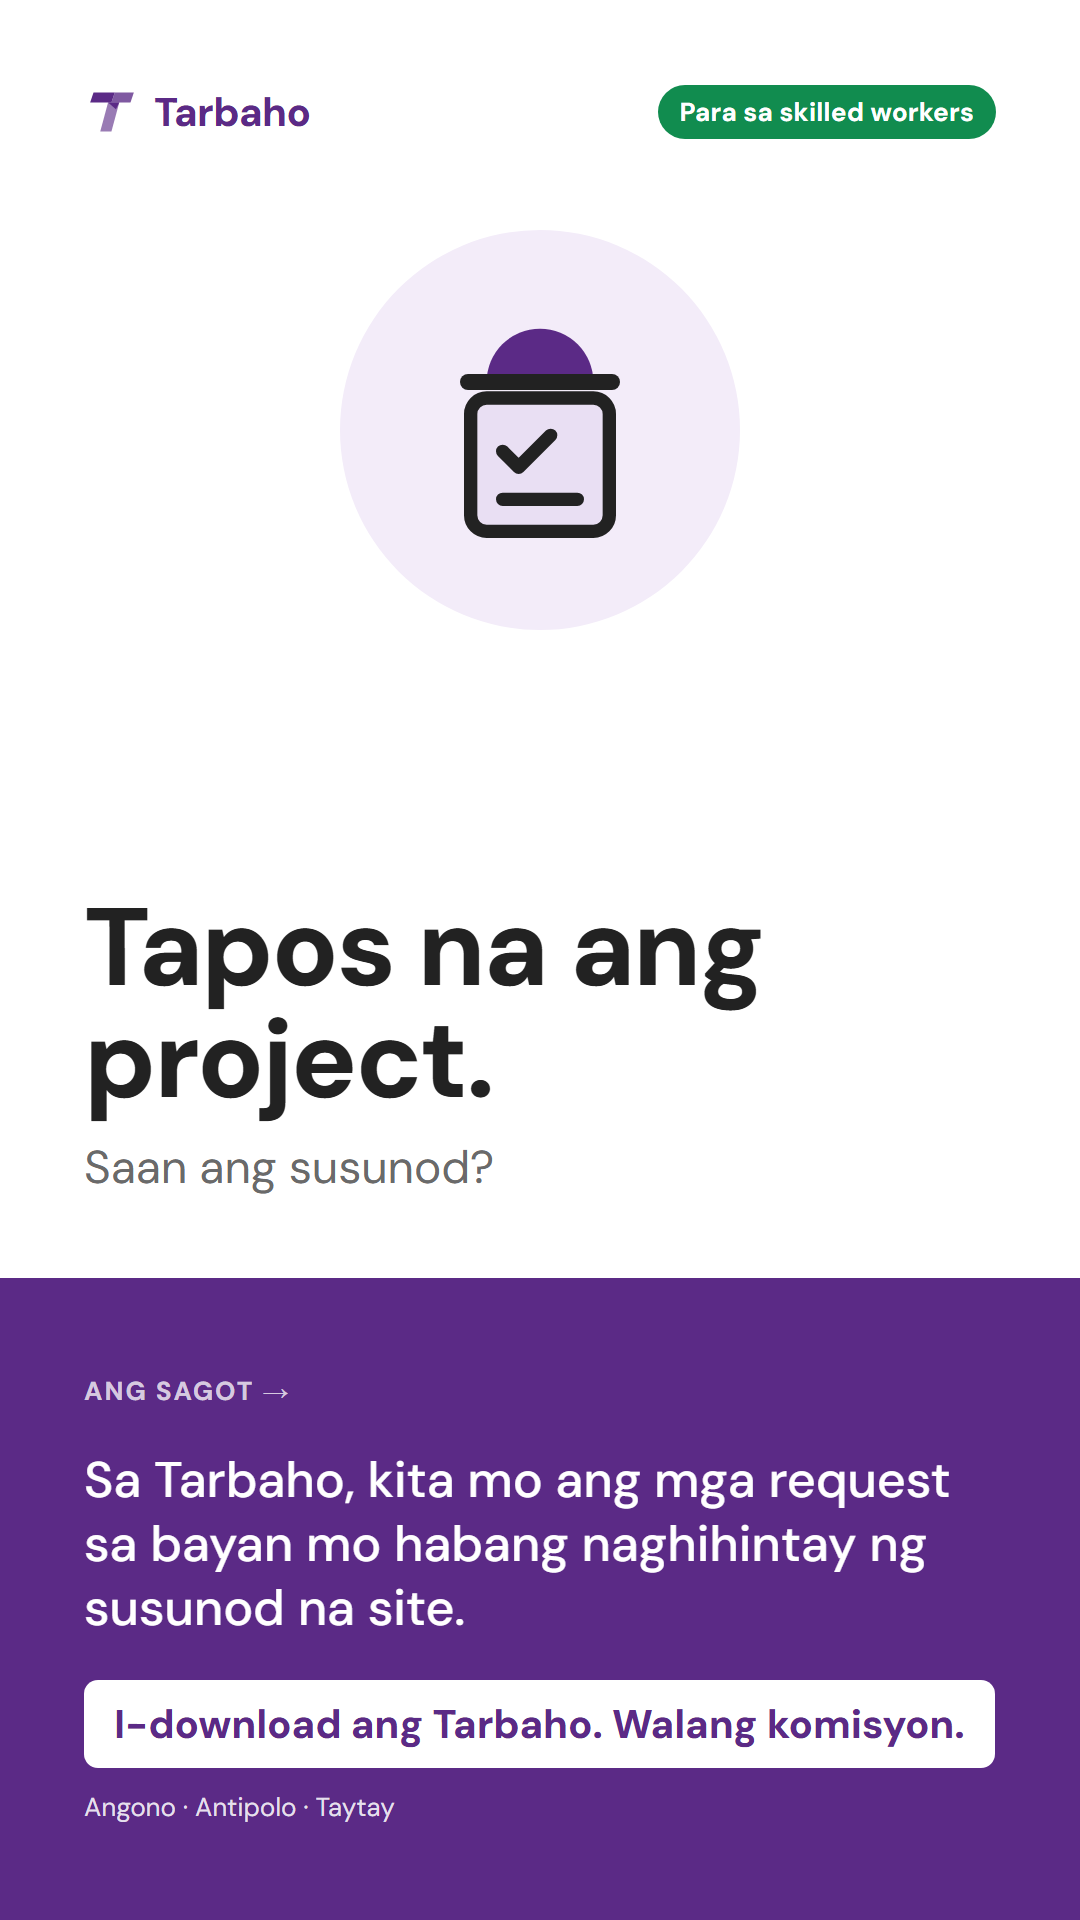 Tarbaho
Para sa skilled workers
Tapos na ang
project.
Saan ang susunod?
ANG SAGOT →
Sa Tarbaho, kita mo ang mga request
sa bayan mo habang naghihintay ng
susunod na site.
I-download ang Tarbaho. Walang komisyon.
Angono · Antipolo · Taytay